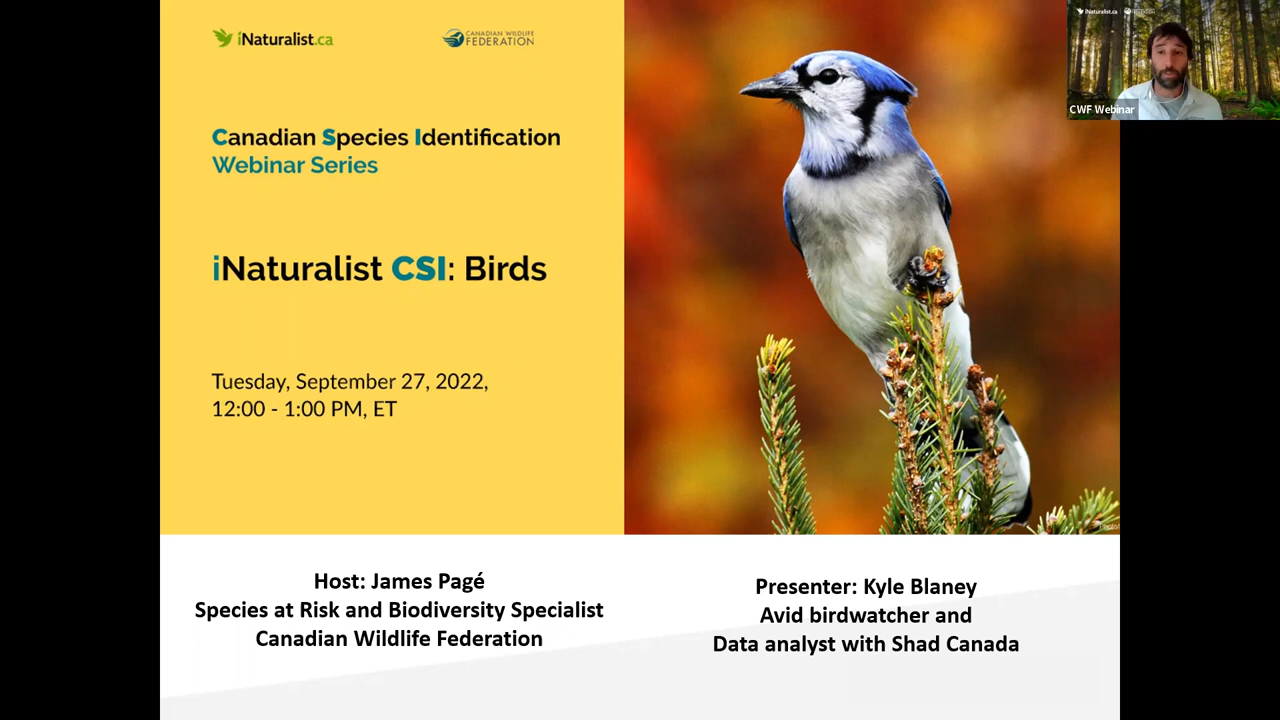 iNaturalist.ca
CANADIAN WILDLIFE
FEDERATION
Canadian Species Identification
Webinar Series
iNaturalist CSI: Birds
Tuesday, September 27, 2022,
12:00 - 1:00 PM, ET
Host: James Pagé
Species at Risk and Biodiversity Specialist
Canadian Wildlife Federation
Presenter: Kyle Blaney
Avid birdwatcher and
Data analyst with Shad Canada
iNaturalist.ca
CWF Webinar